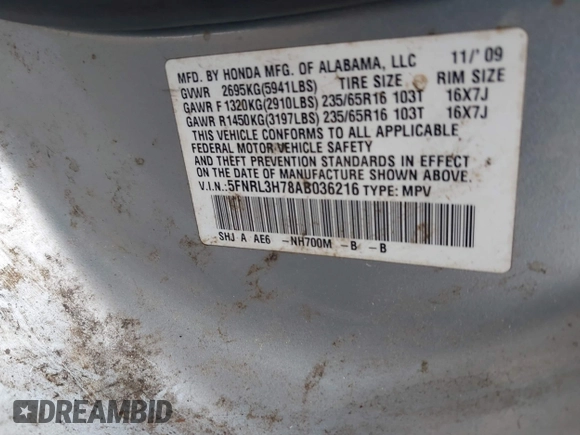 MFD. BY HONDA MFG. OF ALABAMA, LLC 11/'09
GVWR 2695KG(5941LBS) TIRE SIZE RIM SIZE
GAWR F 1320KG(2910LBS) 235/65R16 103T 16X7J
GAWR R1450KG(3197LBS) 235/65R16 103T 16X7J
THIS VEHICLE CONFORMS TO ALL APPLICABLE
FEDERAL MOTOR VEHICLE SAFETY
AND THEFT PREVENTION STANDARDS IN EFFECT
ON THE DATE OF MANUFACTURE SHOWN ABOVE.
V.I.N.:5FNRL3H78AB036216 TYPE: MPV
SHJ A AE6 -NH700M -B -B
DREAMBID